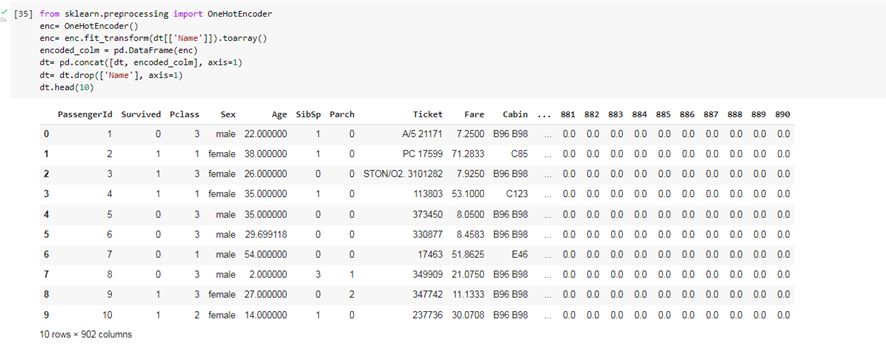 [35] from sklearn.preprocessing import OneHotEncoder
enc= OneHotEncoder()
enc= enc.fit_transform(dt[['Name']]).toarray()
encoded_colm = pd.DataFrame(enc)
dt= pd.concat([dt, encoded_colm], axis=1)
dt= dt.drop(['Name'], axis=1)
dt.head(10)
PassengerId Survived Pclass Sex Age SibSp Parch Ticket Fare Cabin ... 881 882 883 884 885 886 887 888 889 890
0 1 0 3 male 22.000000 1 0 A/5 21171 7.2500 B96 B98 ... 0.0 0.0 0.0 0.0 0.0 0.0 0.0 0.0 0.0 0.0
1 2 1 1 female 38.000000 1 0 PC 17599 71.2833 C85 ... 0.0 0.0 0.0 0.0 0.0 0.0 0.0 0.0 0.0 0.0
2 3 1 3 female 26.000000 0 0 STON/O2. 3101282 7.9250 B96 B98 ... 0.0 0.0 0.0 0.0 0.0 0.0 0.0 0.0 0.0 0.0
3 4 1 1 female 35.000000 1 0 113803 53.1000 C123 ... 0.0 0.0 0.0 0.0 0.0 0.0 0.0 0.0 0.0 0.0
4 5 0 3 male 35.000000 0 0 373450 8.0500 B96 B98 ... 0.0 0.0 0.0 0.0 0.0 0.0 0.0 0.0 0.0 0.0
5 6 0 3 male 29.699118 0 0 330877 8.4583 B96 B98 ... 0.0 0.0 0.0 0.0 0.0 0.0 0.0 0.0 0.0 0.0
6 7 0 1 male 54.000000 0 0 17463 51.8625 E46 ... 0.0 0.0 0.0 0.0 0.0 0.0 0.0 0.0 0.0 0.0
7 8 0 3 male 2.000000 3 1 349909 21.0750 B96 B98 ... 0.0 0.0 0.0 0.0 0.0 0.0 0.0 0.0 0.0 0.0
8 9 1 3 female 27.000000 0 2 347742 11.1333 B96 B98 ... 0.0 0.0 0.0 0.0 0.0 0.0 0.0 0.0 0.0 0.0
9 10 1 2 female 14.000000 1 0 237736 30.0708 B96 B98 ... 0.0 0.0 0.0 0.0 0.0 0.0 0.0 0.0 0.0 0.0
10 rows × 902 columns